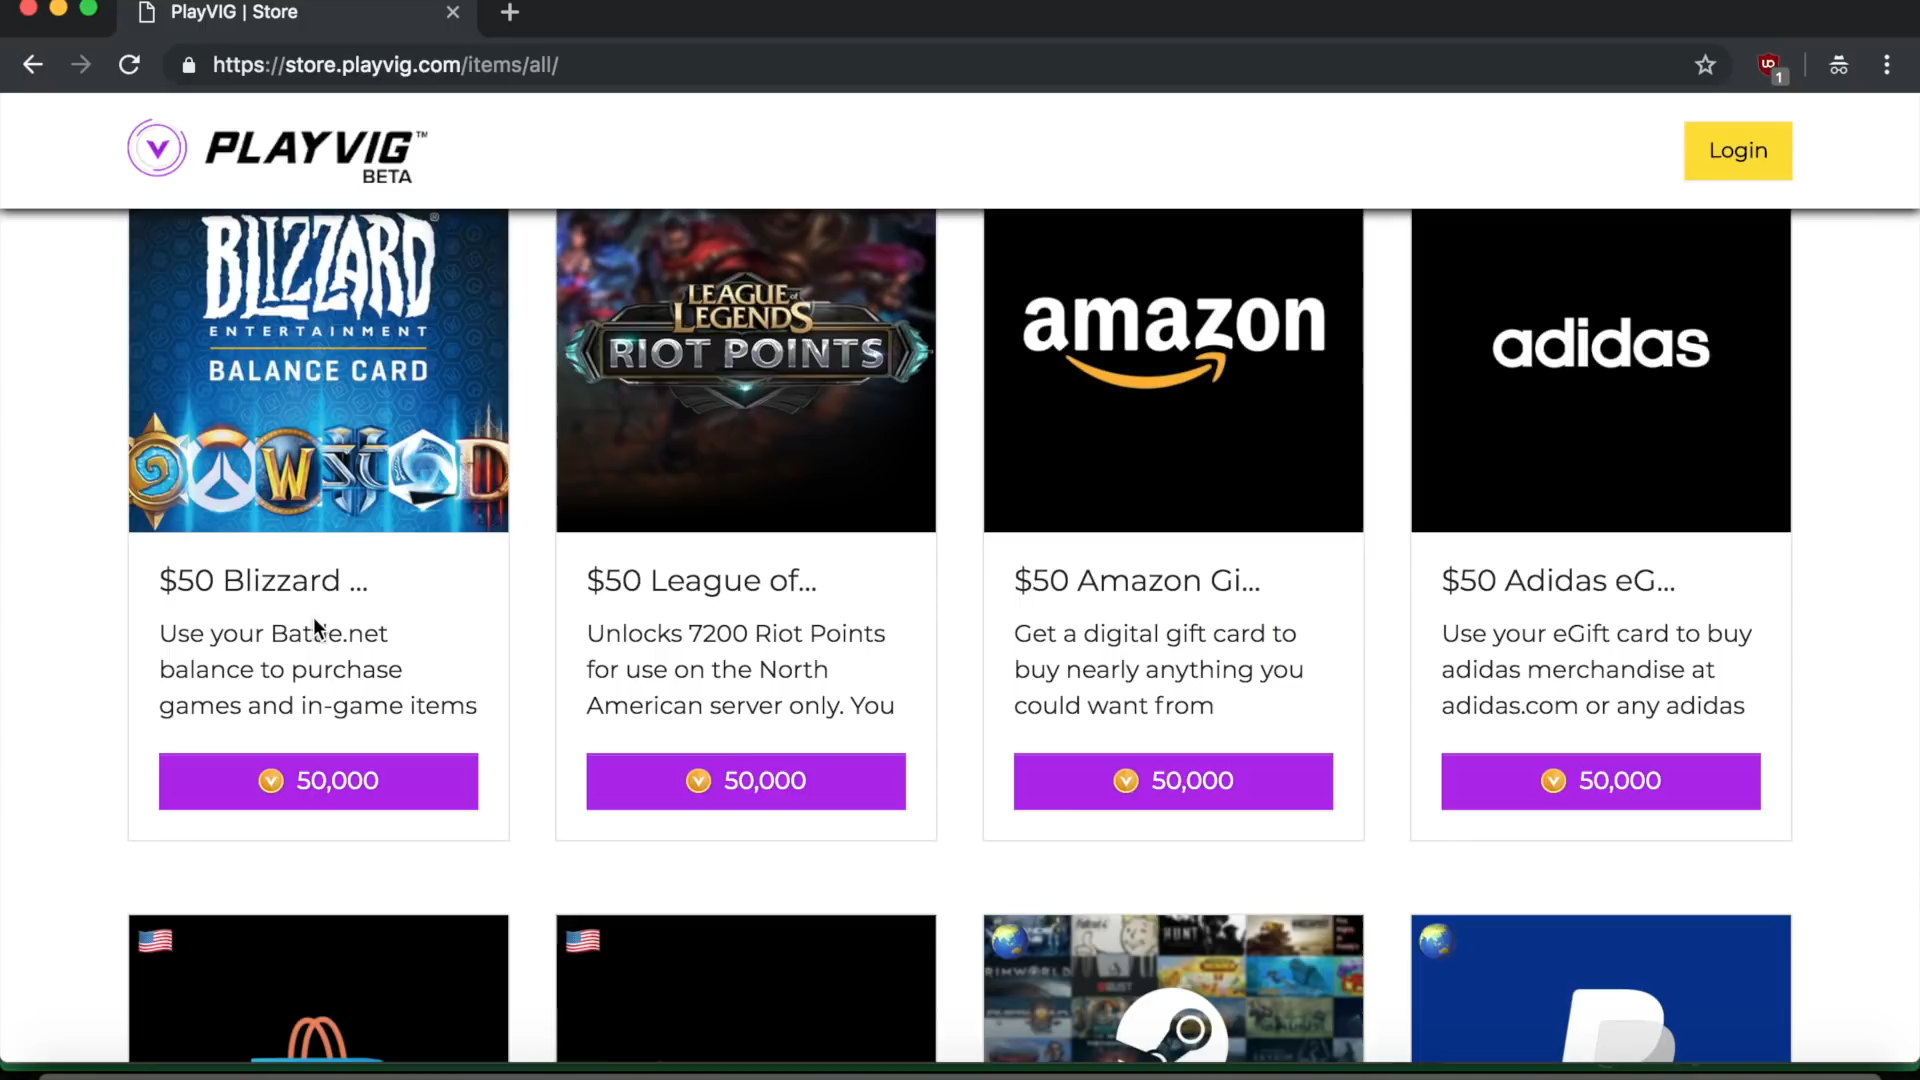 PlayVIG | Store
https://store.playvig.com/items/all/
1
PLAYVIG™
BETA
Login
BLIZZARD®
ENTERTAINMENT
BALANCE CARD
W
$50 Blizzard ...
Use your Battle.net
balance to purchase
games and in-game items
50,000
LEAGUE of
LEGENDS
RIOT POINTS
$50 League of...
Unlocks 7200 Riot Points
for use on the North
American server only. You
50,000
amazon
$50 Amazon Gi...
Get a digital gift card to
buy nearly anything you
could want from
50,000
adidas
$50 Adidas eG...
Use your eGift card to buy
adidas merchandise at
adidas.com or any adidas
50,000
HUNT
RIMWORLD